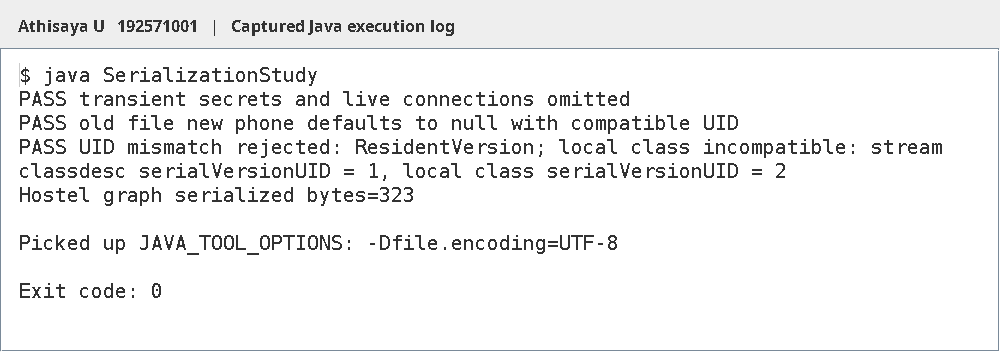 Athisaya U 192571001 | Captured Java execution log
$ java SerializationStudy
PASS transient secrets and live connections omitted
PASS old file new phone defaults to null with compatible UID
PASS UID mismatch rejected: ResidentVersion; local class incompatible: stream
classdesc serialVersionUID = 1, local class serialVersionUID = 2
Hostel graph serialized bytes=323
Picked up JAVA_TOOL_OPTIONS: -Dfile.encoding=UTF-8
Exit code: 0